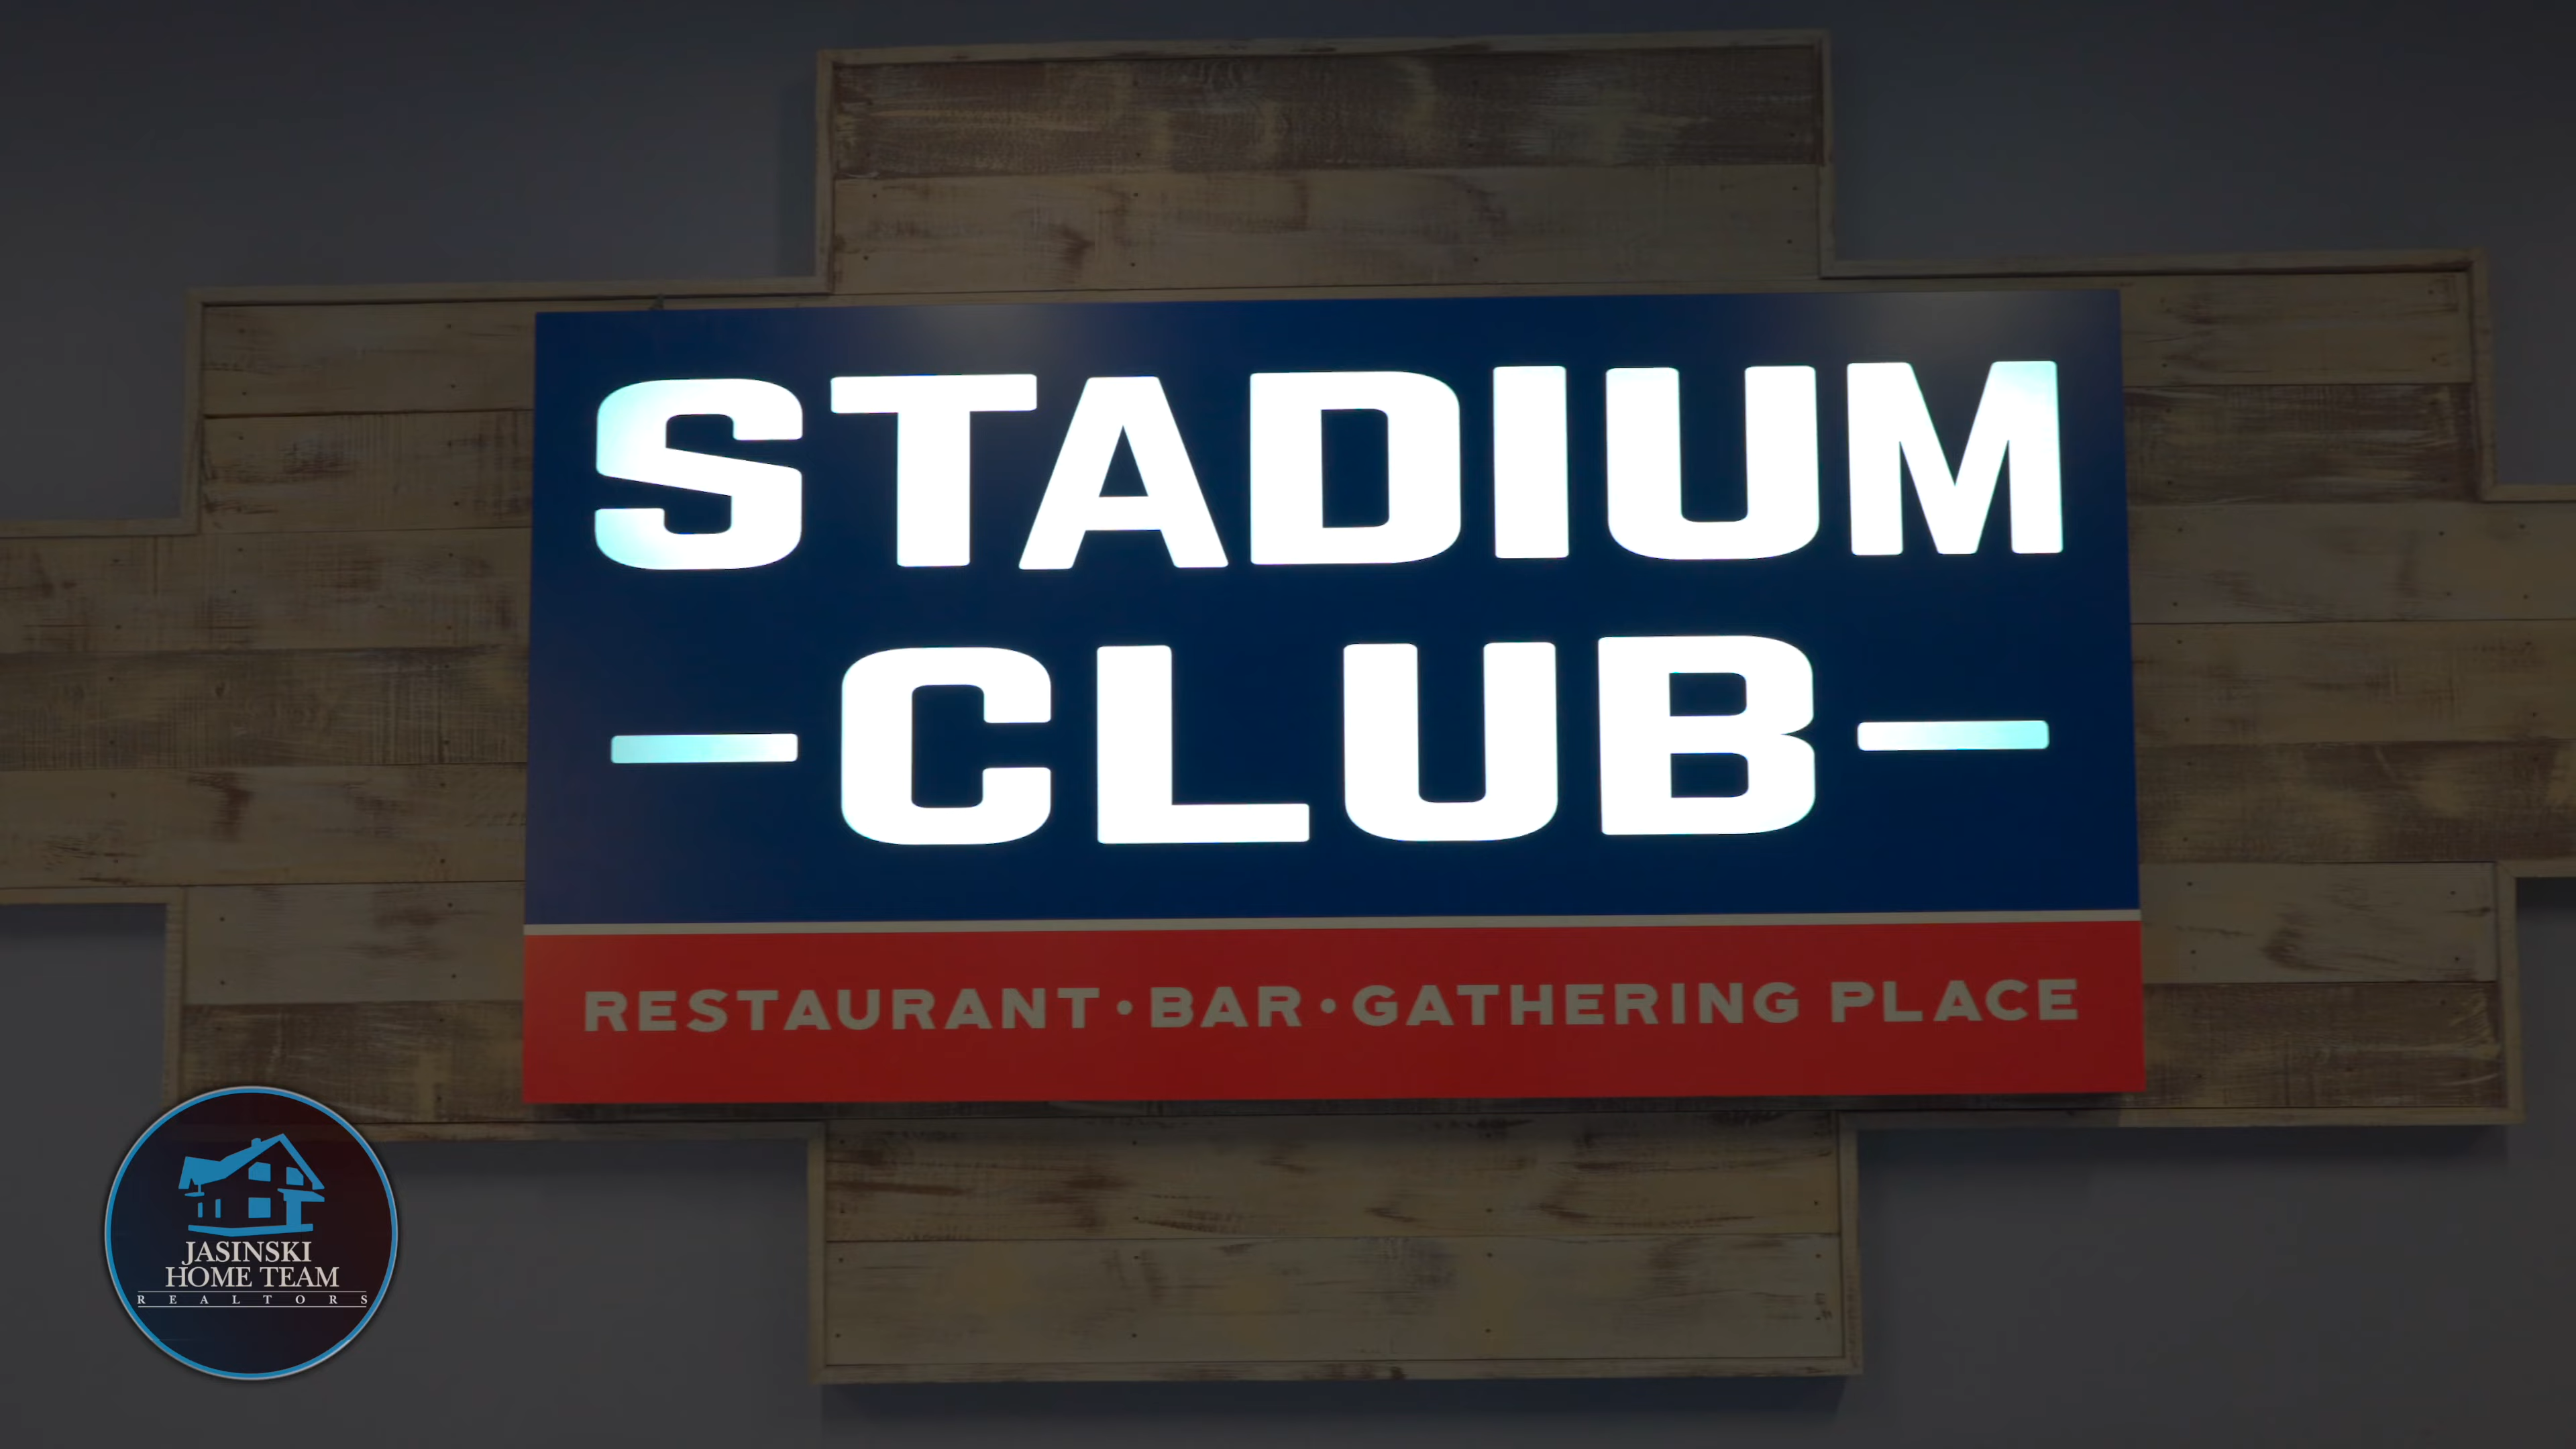 STADIUM
-CLUB-
RESTAURANT•BAR•GATHERING PLACE
JASINSKI
HOME TEAM
REALTORS